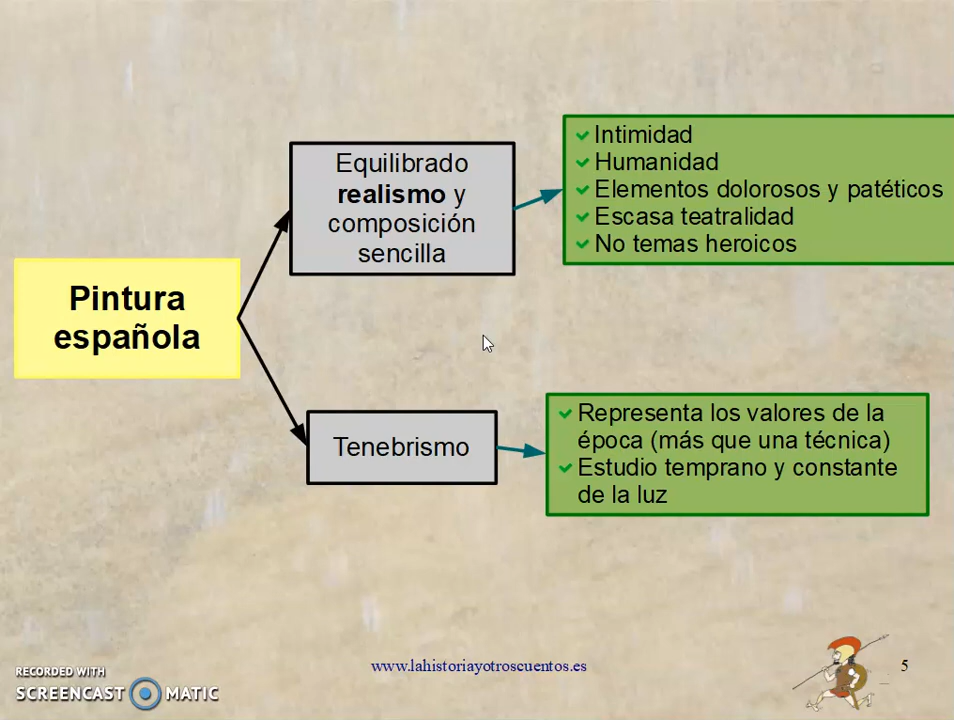 Pintura
española
Equilibrado
realismo y
composición
sencilla
Intimidad
Humanidad
Elementos dolorosos y patéticos
Escasa teatralidad
No temas heroicos
Tenebrismo
Representa los valores de la
época (más que una técnica)
Estudio temprano y constante
de la luz
RECORDED WITH
SCREENCAST MATIC
www.lahistoriayotroscuentos.es
5